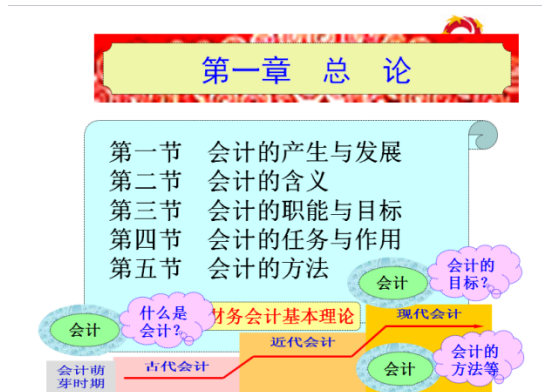 第一章 总 论
第一节 会计的产生与发展
第二节 会计的含义
第三节 会计的职能与目标
第四节 会计的任务与作用
第五节 会计的方法
会计的
目标?
会计
什么是
会计?
会计
财务会计基本理论
现代会计
近代会计
古代会计
会计萌
芽时期
会计的
方法等
会计